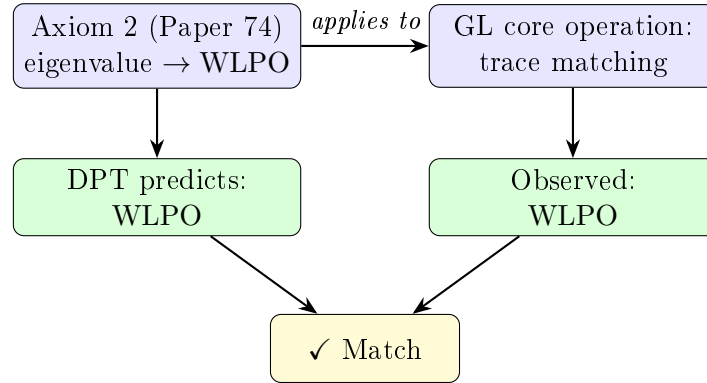 Axiom 2 (Paper 74)
eigenvalue → WLPO
applies to
GL core operation:
trace matching
DPT predicts:
WLPO
Observed:
WLPO
✓ Match